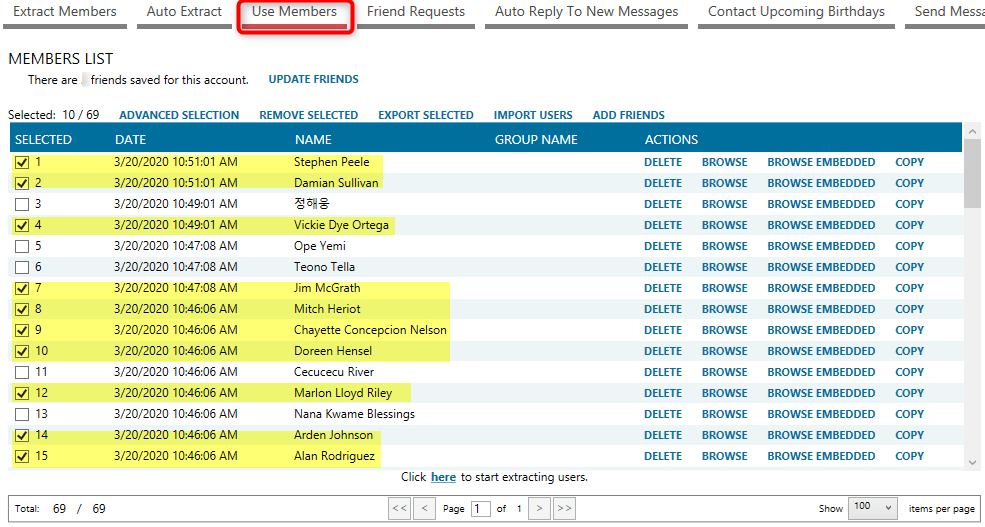 Extract Members Auto Extract Use Members Friend Requests Auto Reply To New Messages Contact Upcoming Birthdays Send Messa
MEMBERS LIST
There are friends saved for this account. UPDATE FRIENDS
Selected: 10 / 69 ADVANCED SELECTION REMOVE SELECTED EXPORT SELECTED IMPORT USERS ADD FRIENDS
SELECTED DATE NAME GROUP NAME ACTIONS
1 3/20/2020 10:51:01 AM Stephen Peele DELETE BROWSE BROWSE EMBEDDED COPY
2 3/20/2020 10:51:01 AM Damian Sullivan DELETE BROWSE BROWSE EMBEDDED COPY
3 3/20/2020 10:49:01 AM 정해웅 DELETE BROWSE BROWSE EMBEDDED COPY
4 3/20/2020 10:49:01 AM Vickie Dye Ortega DELETE BROWSE BROWSE EMBEDDED COPY
5 3/20/2020 10:47:08 AM Ope Yemi DELETE BROWSE BROWSE EMBEDDED COPY
6 3/20/2020 10:47:08 AM Teono Tella DELETE BROWSE BROWSE EMBEDDED COPY
7 3/20/2020 10:47:08 AM Jim McGrath DELETE BROWSE BROWSE EMBEDDED COPY
8 3/20/2020 10:46:06 AM Mitch Heriot DELETE BROWSE BROWSE EMBEDDED COPY
9 3/20/2020 10:46:06 AM Chayette Concepcion Nelson DELETE BROWSE BROWSE EMBEDDED COPY
10 3/20/2020 10:46:06 AM Doreen Hensel DELETE BROWSE BROWSE EMBEDDED COPY
11 3/20/2020 10:46:06 AM Cecucecu River DELETE BROWSE BROWSE EMBEDDED COPY
12 3/20/2020 10:46:06 AM Marlon Lloyd Riley DELETE BROWSE BROWSE EMBEDDED COPY
13 3/20/2020 10:46:06 AM Nana Kwame Blessings DELETE BROWSE BROWSE EMBEDDED COPY
14 3/20/2020 10:46:06 AM Arden Johnson DELETE BROWSE BROWSE EMBEDDED COPY
15 3/20/2020 10:46:06 AM Alan Rodriguez DELETE BROWSE BROWSE EMBEDDED COPY
Click here to start extracting users.
Total: 69 / 69 << < Page 1 of 1 > >> Show 100 items per page